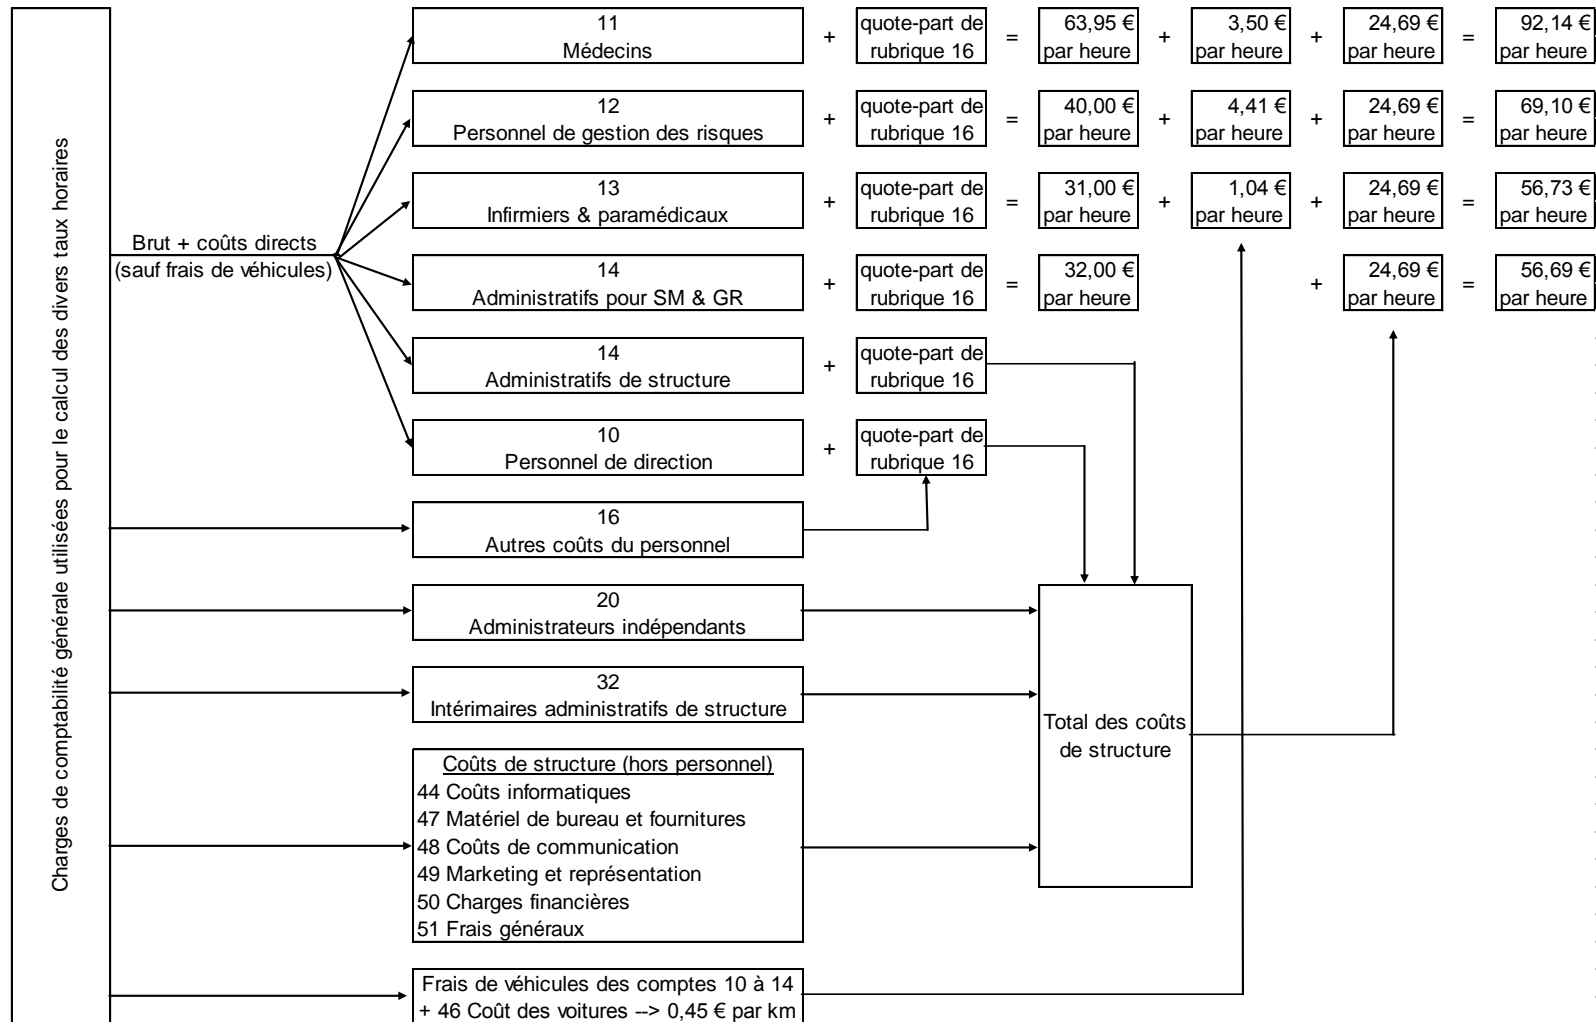 Charges de comptabilité générale utilisées pour le calcul des divers taux horaires
Brut + coûts directs
(sauf frais de véhicules)
11
Médecins
+
quote-part de
rubrique 16
=
63,95 €
par heure
+
3,50 €
par heure
+
24,69 €
par heure
=
92,14 €
par heure
12
Personnel de gestion des risques
+
quote-part de
rubrique 16
=
40,00 €
par heure
+
4,41 €
par heure
+
24,69 €
par heure
=
69,10 €
par heure
13
Infirmiers & paramédicaux
+
quote-part de
rubrique 16
=
31,00 €
par heure
+
1,04 €
par heure
+
24,69 €
par heure
=
56,73 €
par heure
14
Administratifs pour SM & GR
+
quote-part de
rubrique 16
=
32,00 €
par heure
+
24,69 €
par heure
=
56,69 €
par heure
14
Administratifs de structure
+
quote-part de
rubrique 16
10
Personnel de direction
+
quote-part de
rubrique 16
16
Autres coûts du personnel
20
Administrateurs indépendants
32
Intérimaires administratifs de structure
Total des coûts
de structure
Coûts de structure (hors personnel)
44 Coûts informatiques
47 Matériel de bureau et fournitures
48 Coûts de communication
49 Marketing et représentation
50 Charges financières
51 Frais généraux
Frais de véhicules des comptes 10 à 14
+ 46 Coût des voitures --> 0,45 € par km